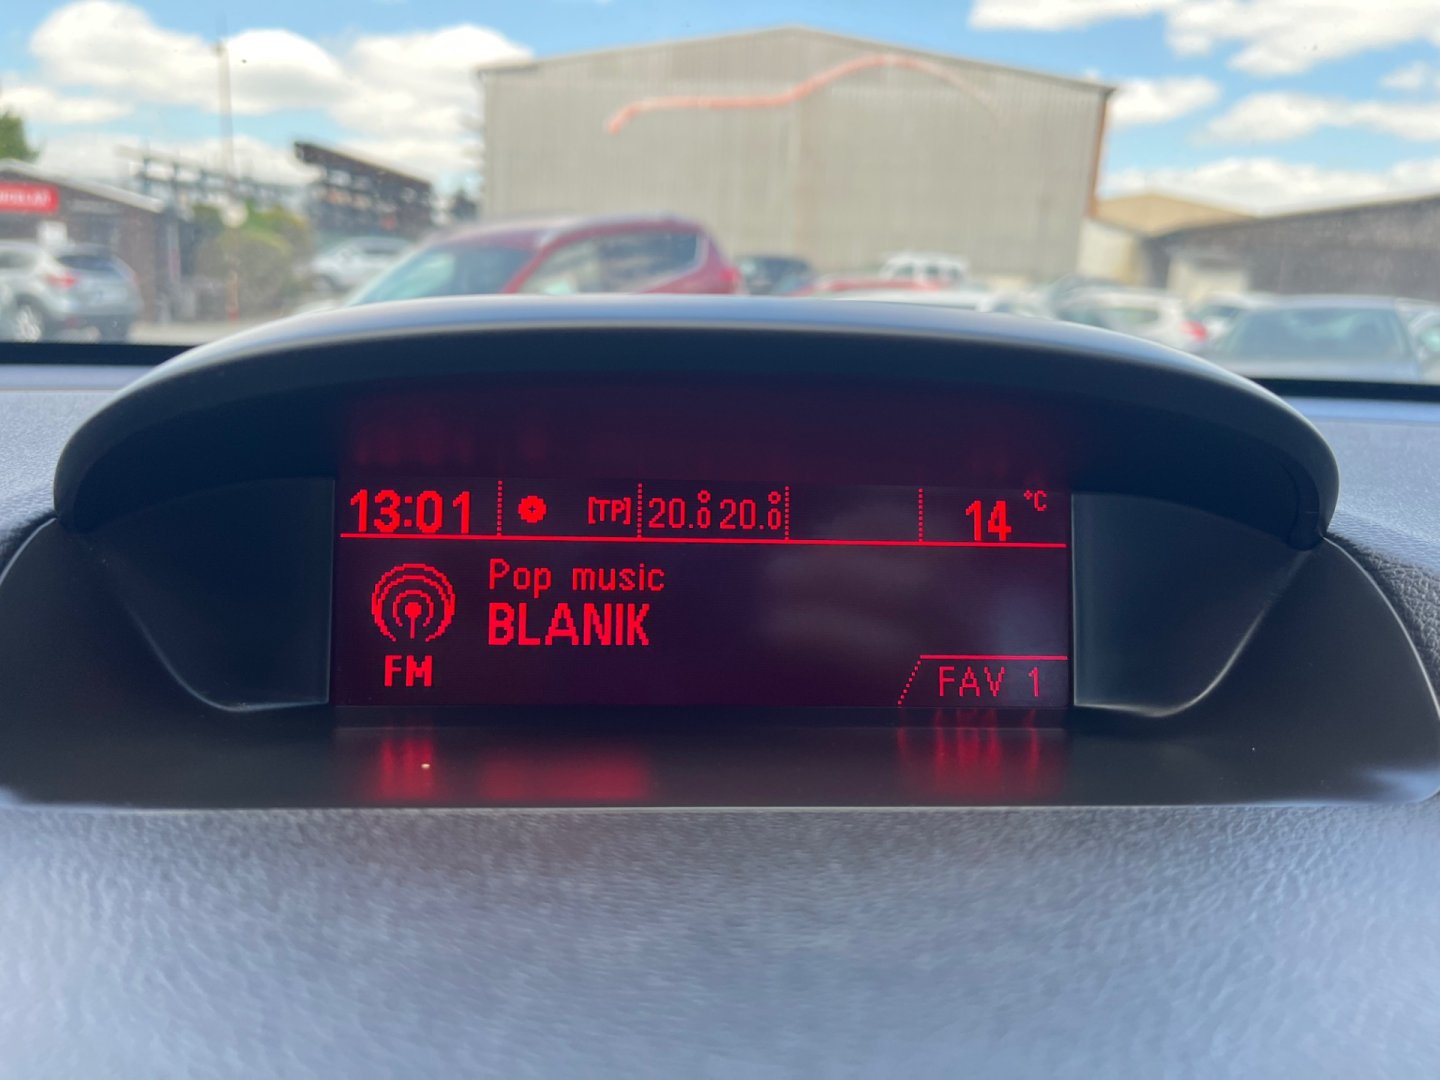 13:01 [TP] 20.0 20.0 14 °C
Pop music
BLANIK
FM
FAV 1